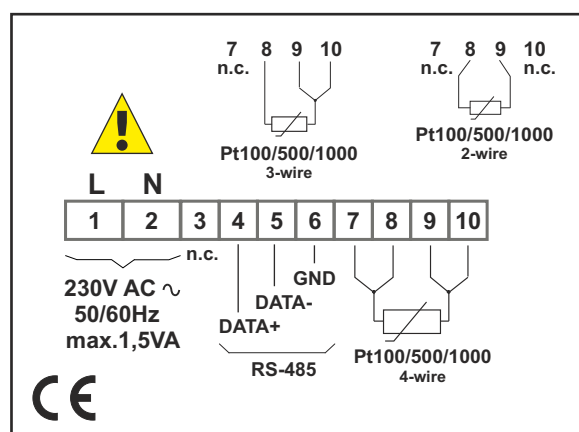 7 8 9 10
n.c.
Pt100/500/1000
3-wire
7 8 9 10
n.c. n.c.
Pt100/500/1000
2-wire
L N
1 2 3 4 5 6 7 8 9 10
n.c.
230V AC ∿
50/60Hz
max.1,5VA
GND
DATA-
DATA+
RS-485
Pt100/500/1000
4-wire
CE